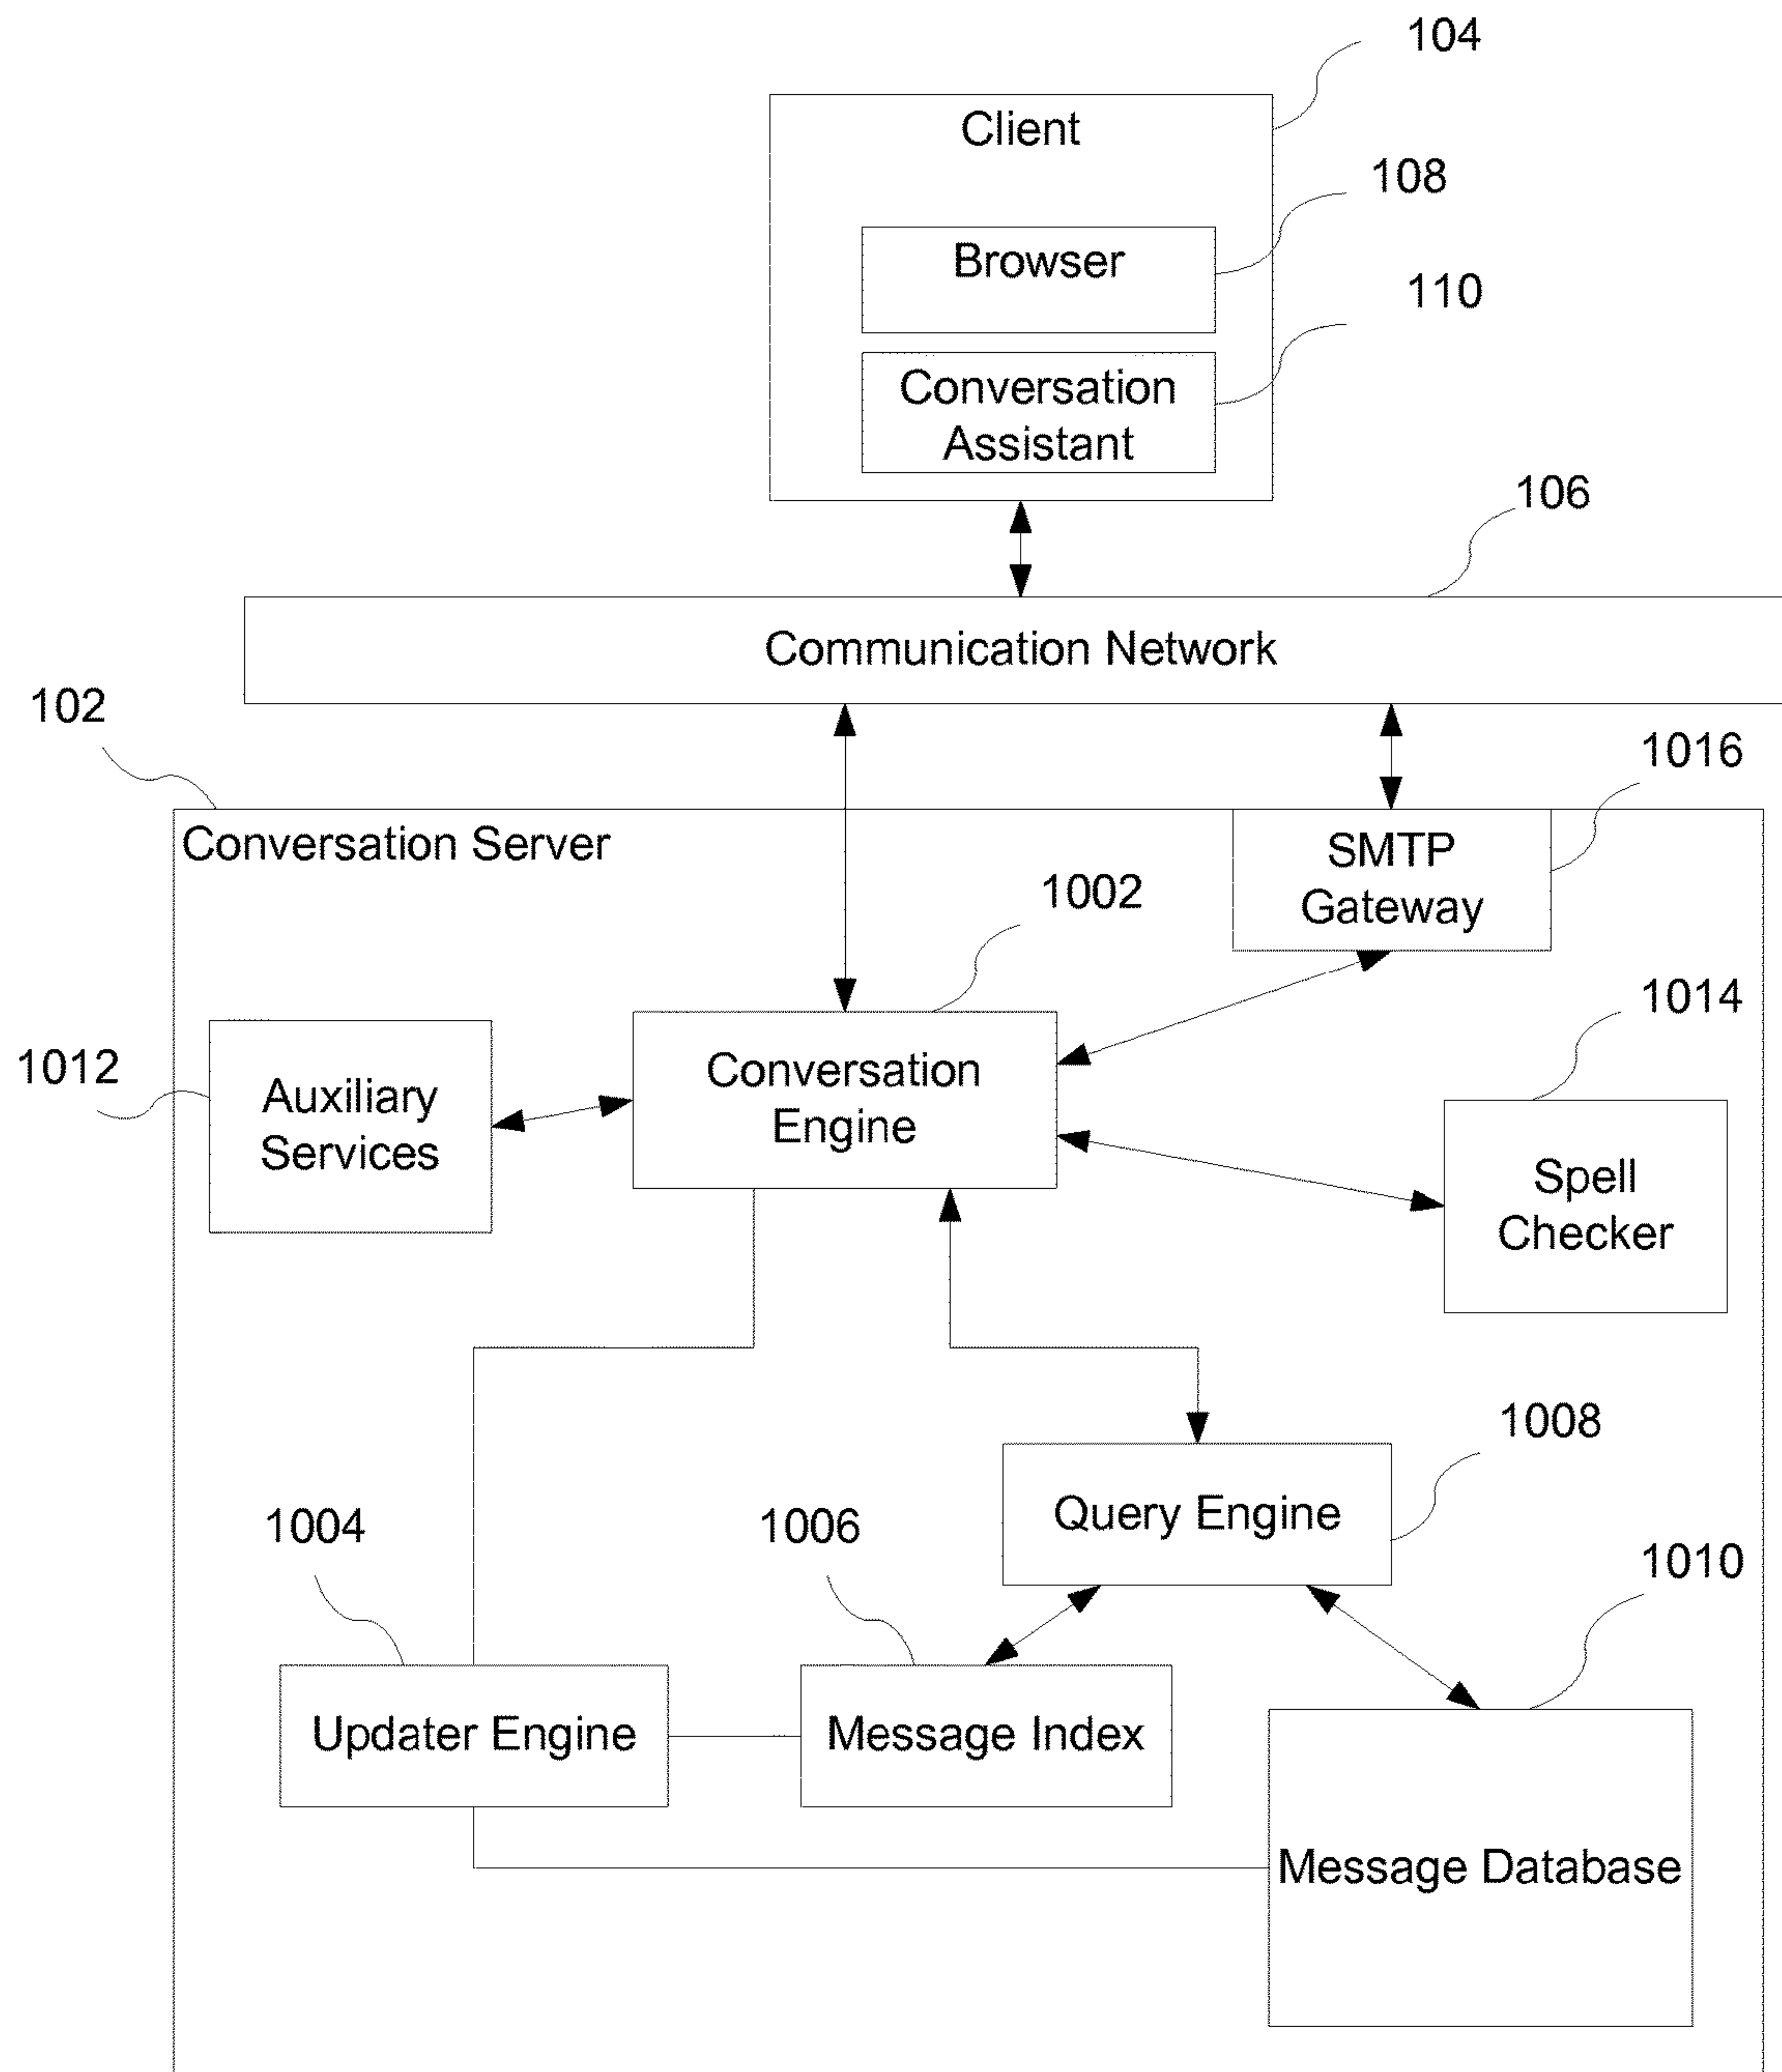 104
Client
108
Browser
110
Conversation
Assistant
106
Communication Network
102
1016
Conversation Server
SMTP
Gateway
1002
1014
1012
Auxiliary
Services
Conversation
Engine
Spell
Checker
1008
Query Engine
1004
1006
1010
Updater Engine
Message Index
Message Database